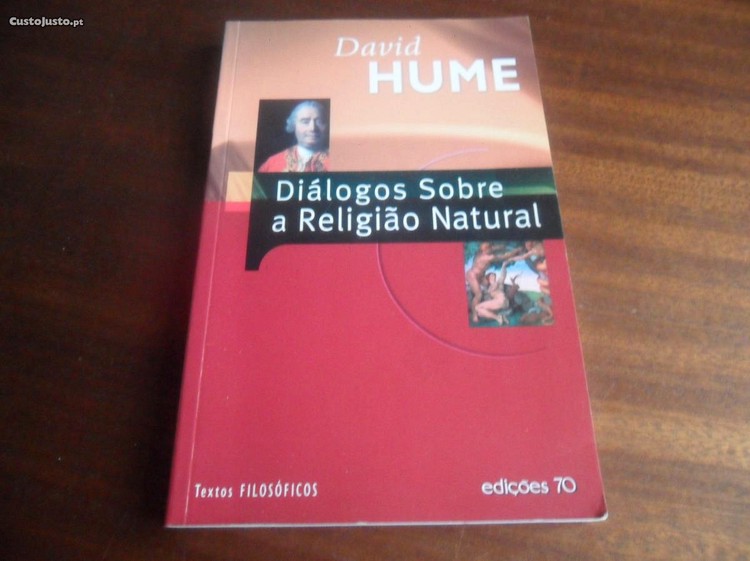 CustoJusto.pt
David
HUME
Diálogos Sobre
a Religião Natural
Textos FILOSÓFICOS
edições 70